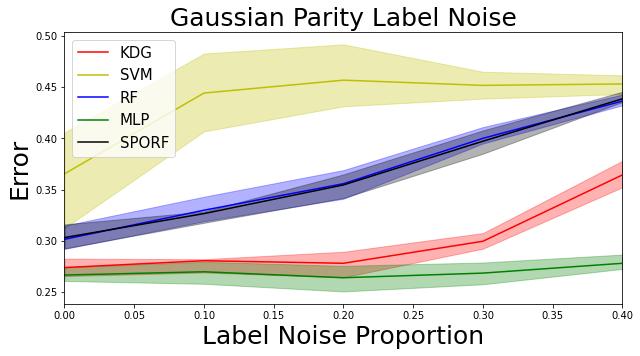 Gaussian Parity Label Noise
0.50
0.45
0.40
0.35
0.30
0.25
Error
KDG
SVM
RF
MLP
SPORF
0.00 0.05 0.10 0.15 0.20 0.25 0.30 0.35 0.40
Label Noise Proportion